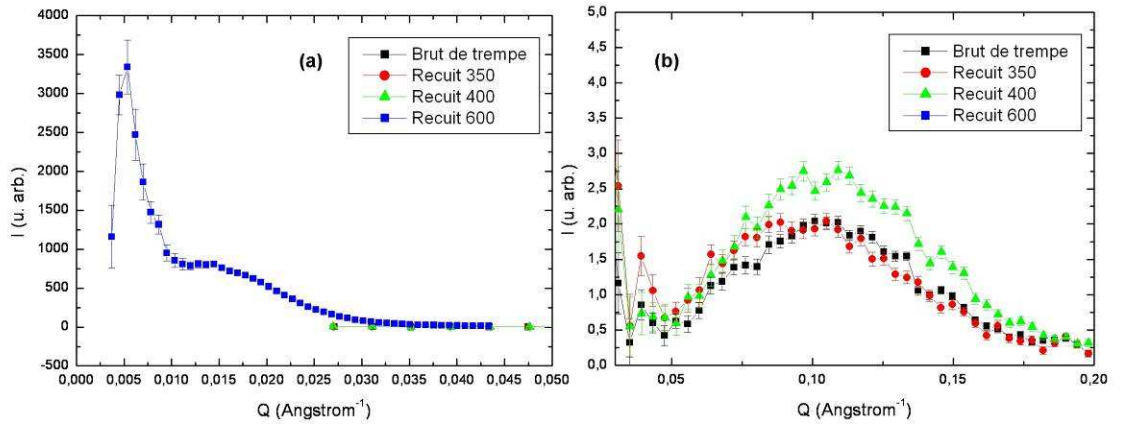 4000
3500
3000
2500
2000
1500
1000
500
0
-500
I (u. arb.)
(a)
Brut de trempe
Recuit 350
Recuit 400
Recuit 600
0,000 0,005 0,010 0,015 0,020 0,025 0,030 0,035 0,040 0,045 0,050
Q (Angstrom⁻¹)
5,0
4,5
4,0
3,5
3,0
2,5
2,0
1,5
1,0
0,5
0,0
I (u. arb.)
(b)
Brut de trempe
Recuit 350
Recuit 400
Recuit 600
0,05 0,10 0,15 0,20
Q (Angstrom⁻¹)